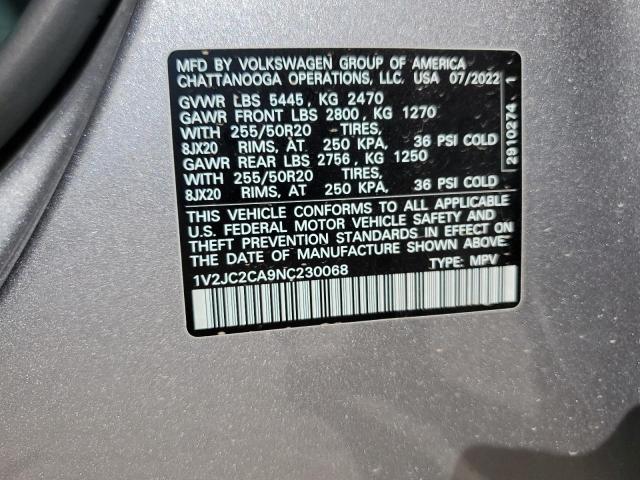 MFD BY VOLKSWAGEN GROUP OF AMERICA
CHATTANOOGA OPERATIONS, LLC. USA 07/2022
GVWR LBS 5445, KG 2470
GAWR FRONT LBS 2800, KG 1270
WITH 255/50R20 TIRES,
8JX20 RIMS, AT 250 KPA, 36 PSI COLD
GAWR REAR LBS 2756, KG 1250
WITH 255/50R20 TIRES,
8JX20 RIMS, AT 250 KPA, 36 PSI COLD
THIS VEHICLE CONFORMS TO ALL APPLICABLE
U.S. FEDERAL MOTOR VEHICLE SAFETY AND
THEFT PREVENTION STANDARDS IN EFFECT ON
THE DATE OF MANUFACTURE SHOWN ABOVE.
1V2JC2CA9NC230068 TYPE: MPV
2910274 1